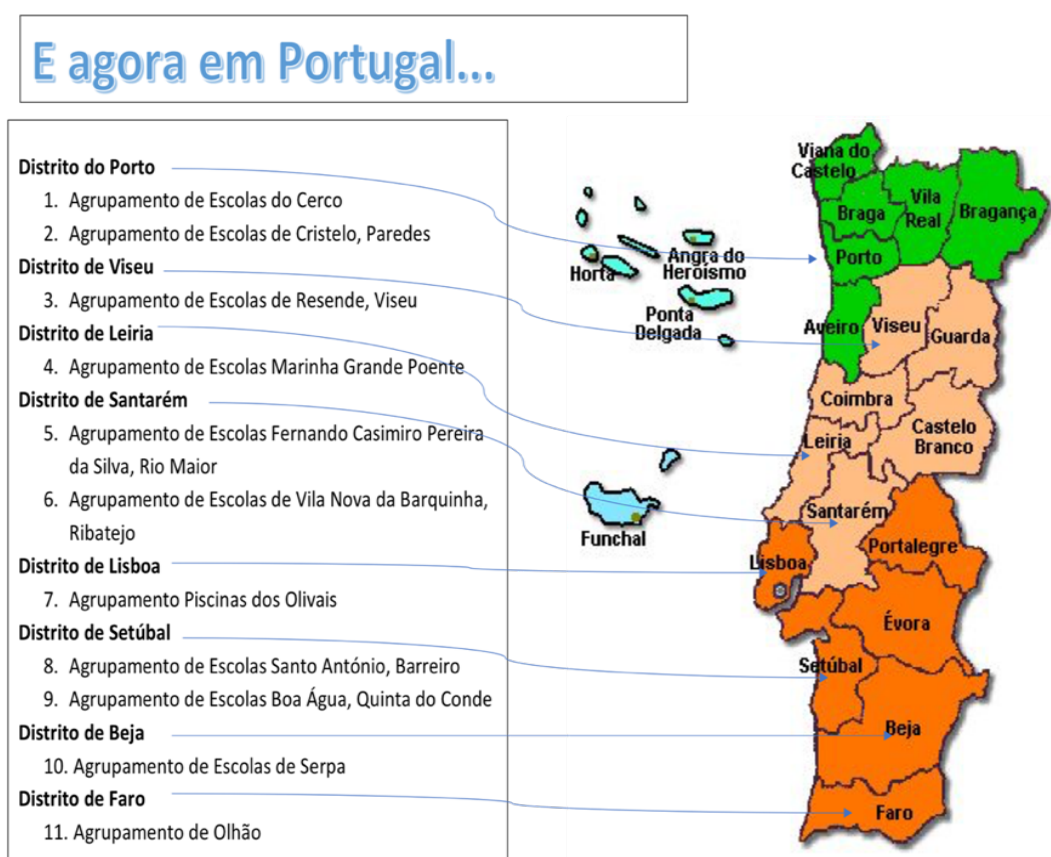 E agora em Portugal...
Distrito do Porto
1. Agrupamento de Escolas do Cerco
2. Agrupamento de Escolas de Cristelo, Paredes
Distrito de Viseu
3. Agrupamento de Escolas de Resende, Viseu
Distrito de Leiria
4. Agrupamento de Escolas Marinha Grande Poente
Distrito de Santarém
5. Agrupamento de Escolas Fernando Casimiro Pereira
da Silva, Rio Maior
6. Agrupamento de Escolas de Vila Nova da Barquinha,
Ribatejo
Distrito de Lisboa
7. Agrupamento Piscinas dos Olivais
Distrito de Setúbal
8. Agrupamento de Escolas Santo António, Barreiro
9. Agrupamento de Escolas Boa Água, Quinta do Conde
Distrito de Beja
10. Agrupamento de Escolas de Serpa
Distrito de Faro
11. Agrupamento de Olhão
Viana do
Castelo
Braga
Vila
Real
Bragança
Porto
Horta
Angra do
Heroísmo
Ponta
Delgada
Aveiro
Viseu
Guarda
Coimbra
Castelo
Branco
Leiria
Santarém
Funchal
Portalegre
Lisboa
Évora
Setúbal
Beja
Faro